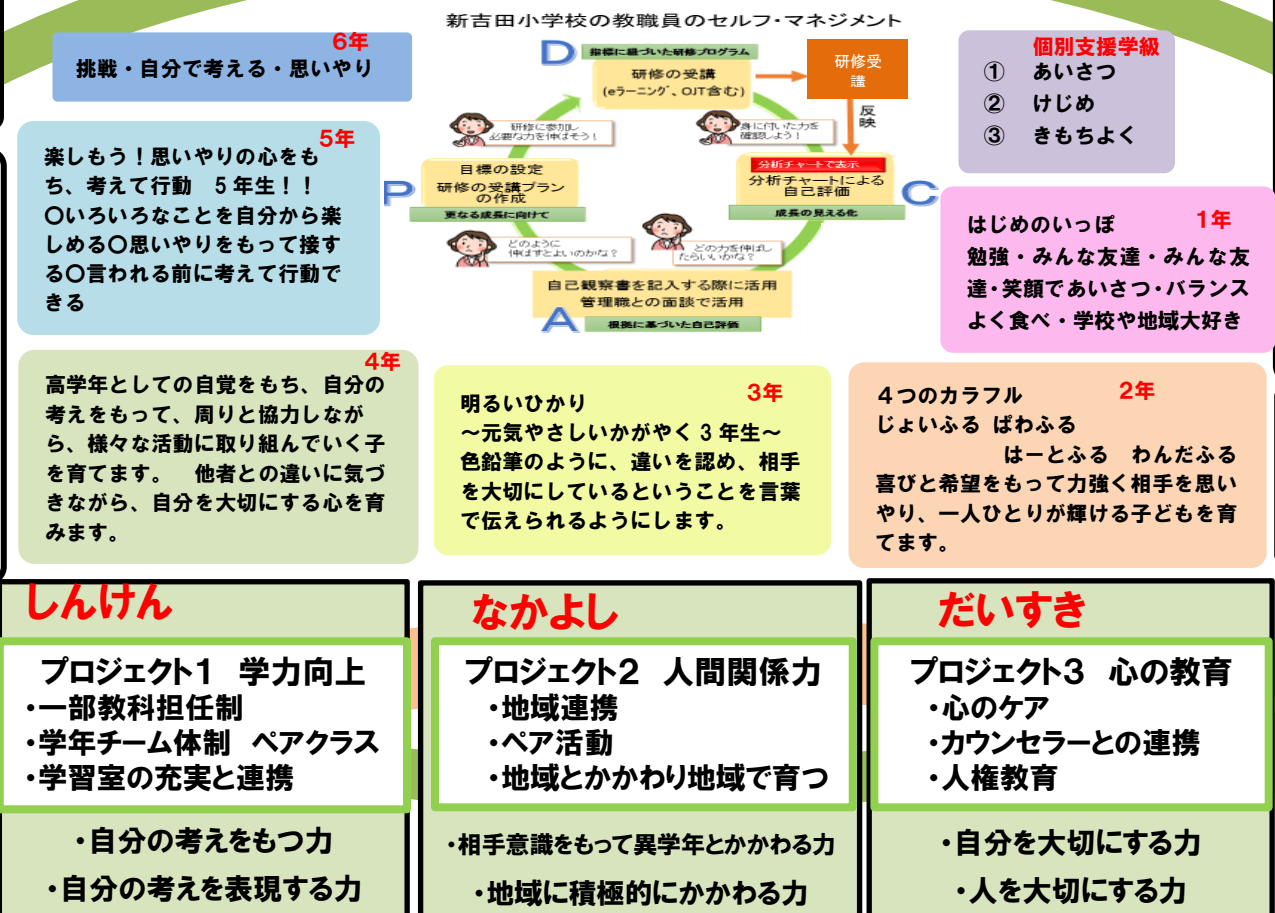 新吉田小学校の教職員のセルフ・マネジメント
6年
挑戦・自分で考える・思いやり
5年
楽しもう！思いやりの心をも
ち、考えて行動　5年生！！
〇いろいろなことを自分から楽
しめる〇思いやりをもって接す
る〇言われる前に考えて行動で
きる
D
指標に基づいた研修プログラム
研修の受講
(eラーニング、OJT含む)
研修受
講
反映
研修に参加し
必要な力を伸ばそう！
身に付いた力を
確認しよう！
P
目標の設定
研修の受講プラン
の作成
更なる成長に向けて
分析チャートで表示
分析チャートによる
自己評価
成長の見える化
C
どのように
伸ばすとよいのかな？
どの力を伸ばし
たらいいかな？
自己観察書を記入する際に活用
管理職との面談で活用
A
根拠に基づいた自己評価
個別支援学級
①　あいさつ
②　けじめ
③　きもちよく
1年
はじめのいっぽ
勉強・みんな友達・みんな友
達・笑顔であいさつ・バランス
よく食べ・学校や地域大好き
4年
高学年としての自覚をもち、自分の
考えをもって、周りと協力しなが
ら、様々な活動に取り組んでいく子
を育てます。　他者との違いに気づ
きながら、自分を大切にする心を育
みます。
3年
明るいひかり
～元気やさしいかがやく3年生～
色鉛筆のように、違いを認め、相手
を大切にしているということを言葉
で伝えられるようにします。
2年
４つのカラフル
じょいふる ぱわふる
はーとふる　わんだふる
喜びと希望をもって力強く相手を思い
やり、一人ひとりが輝ける子どもを育
てます。
しんけん
プロジェクト１　学力向上
・一部教科担任制
・学年チーム体制　ペアクラス
・学習室の充実と連携
・自分の考えをもつ力
・自分の考えを表現する力
なかよし
プロジェクト２　人間関係力
・地域連携
・ペア活動
・地域とかかわり地域で育つ
・相手意識をもって異学年とかかわる力
・地域に積極的にかかわる力
だいすき
プロジェクト３　心の教育
・心のケア
・カウンセラーとの連携
・人権教育
・自分を大切にする力
・人を大切にする力